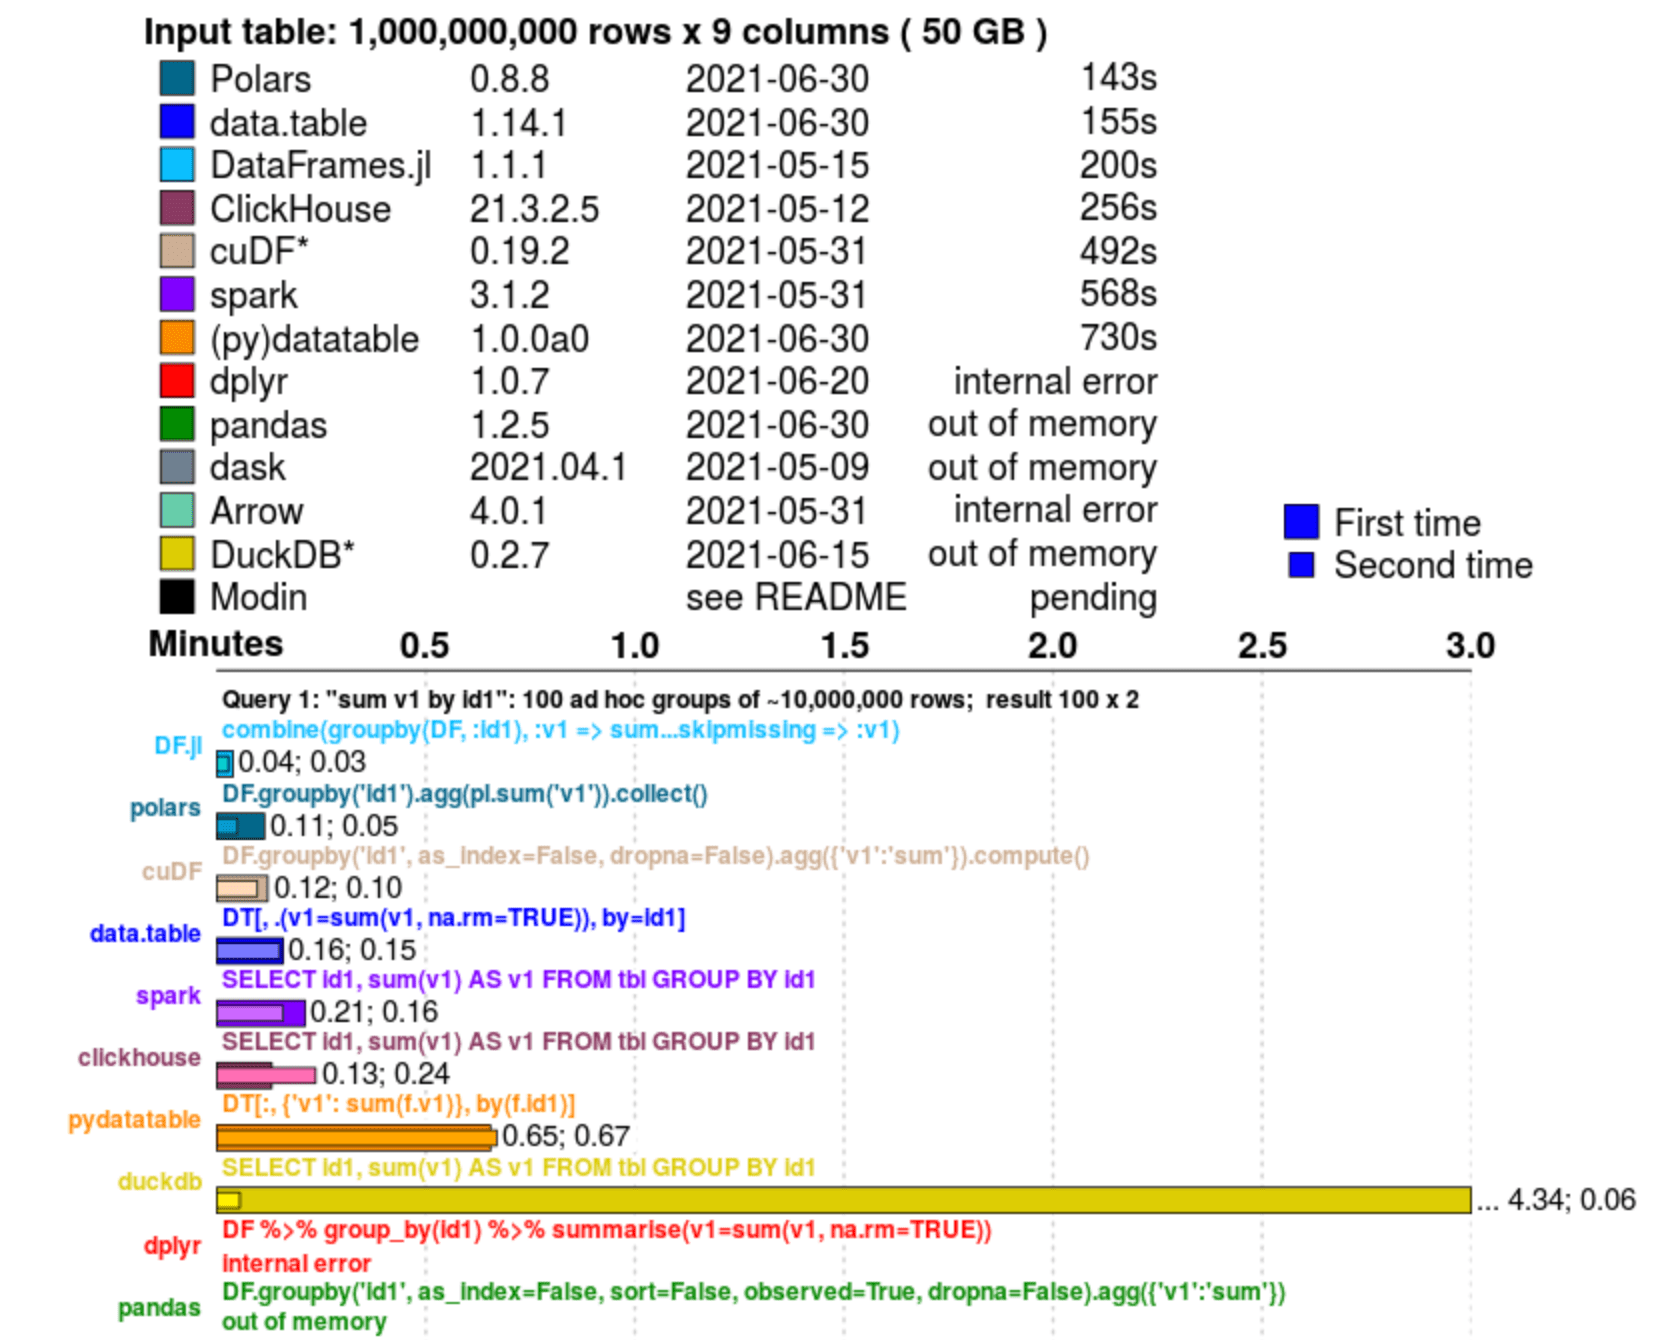 Input table: 1,000,000,000 rows x 9 columns ( 50 GB )
Polars 0.8.8 2021-06-30 143s
data.table 1.14.1 2021-06-30 155s
DataFrames.jl 1.1.1 2021-05-15 200s
ClickHouse 21.3.2.5 2021-05-12 256s
cuDF* 0.19.2 2021-05-31 492s
spark 3.1.2 2021-05-31 568s
(py)datatable 1.0.0a0 2021-06-30 730s
dplyr 1.0.7 2021-06-20 internal error
pandas 1.2.5 2021-06-30 out of memory
dask 2021.04.1 2021-05-09 out of memory
Arrow 4.0.1 2021-05-31 internal error
First time
DuckDB* 0.2.7 2021-06-15 out of memory
Second time
Modin see README pending
Minutes 0.5 1.0 1.5 2.0 2.5 3.0
Query 1: "sum v1 by id1": 100 ad hoc groups of ~10,000,000 rows; result 100 x 2
combine(groupby(DF, :id1), :v1 => sum...skipmissing => :v1)
DF.jl
0.04; 0.03
DF.groupby('id1').agg(pl.sum('v1')).collect()
polars
0.11; 0.05
DF.groupby('id1', as_index=False, dropna=False).agg({'v1':'sum'}).compute()
cuDF
0.12; 0.10
DT[, .(v1=sum(v1, na.rm=TRUE)), by=id1]
data.table
0.16; 0.15
SELECT id1, sum(v1) AS v1 FROM tbl GROUP BY id1
spark
0.21; 0.16
SELECT id1, sum(v1) AS v1 FROM tbl GROUP BY id1
clickhouse
0.13; 0.24
DT[:, {'v1': sum(f.v1)}, by(f.id1)]
pydatatable
0.65; 0.67
SELECT id1, sum(v1) AS v1 FROM tbl GROUP BY id1
duckdb
... 4.34; 0.06
DF %>% group_by(id1) %>% summarise(v1=sum(v1, na.rm=TRUE))
dplyr
internal error
DF.groupby('id1', as_index=False, sort=False, observed=True, dropna=False).agg({'v1':'sum'})
pandas
out of memory